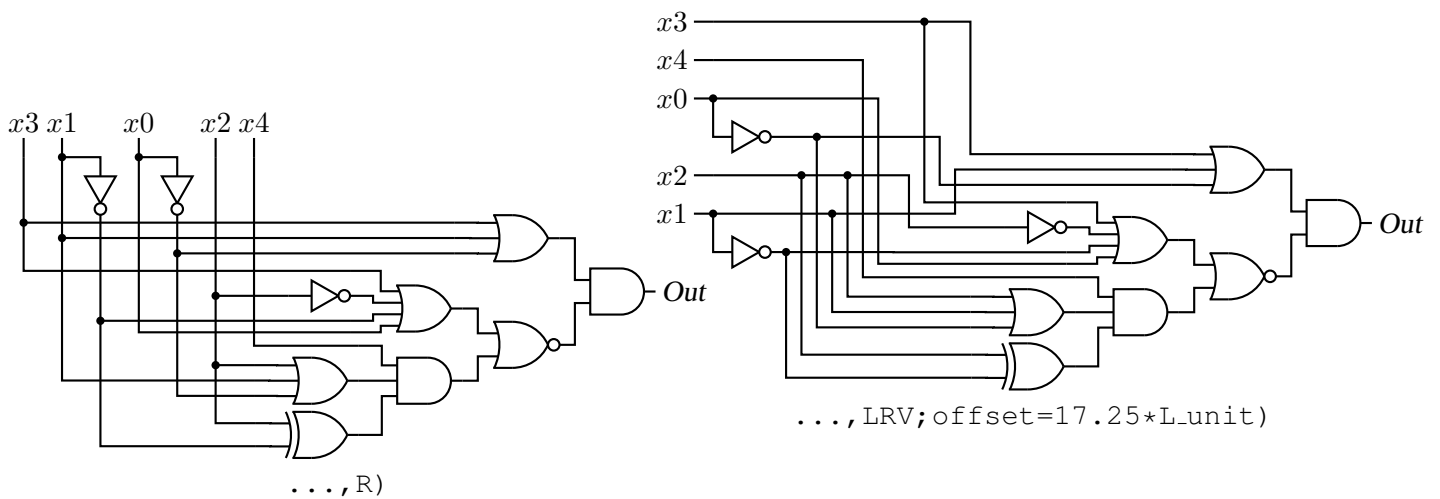 x3 x1 x0 x2 x4
Out
...,R)
x3
x4
x0
x2
x1
Out
...,LRV;offset=17.25*L_unit)